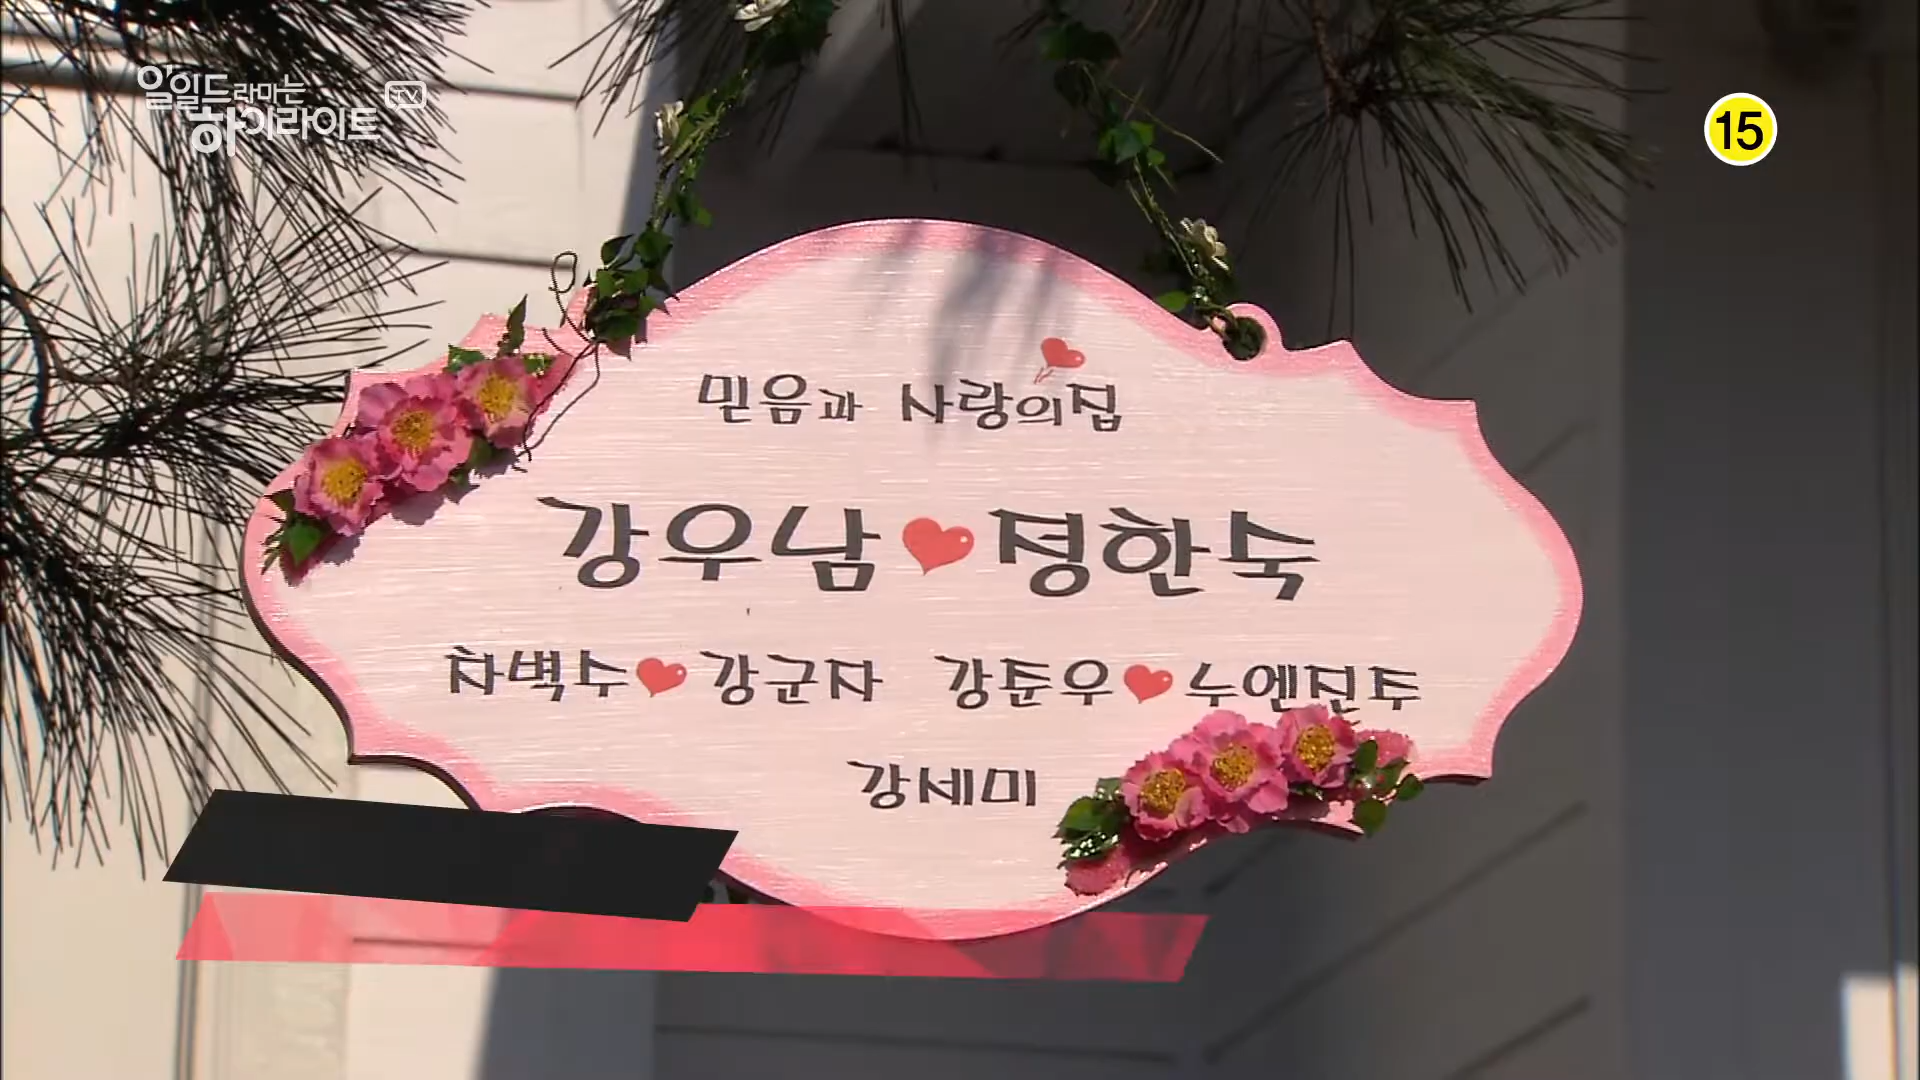 일일드라마는
하이라이트 TV
15
믿음과 사랑의집
강우남♥정한숙
차벽수♥강군자 강준우♥누엔진투
강세미